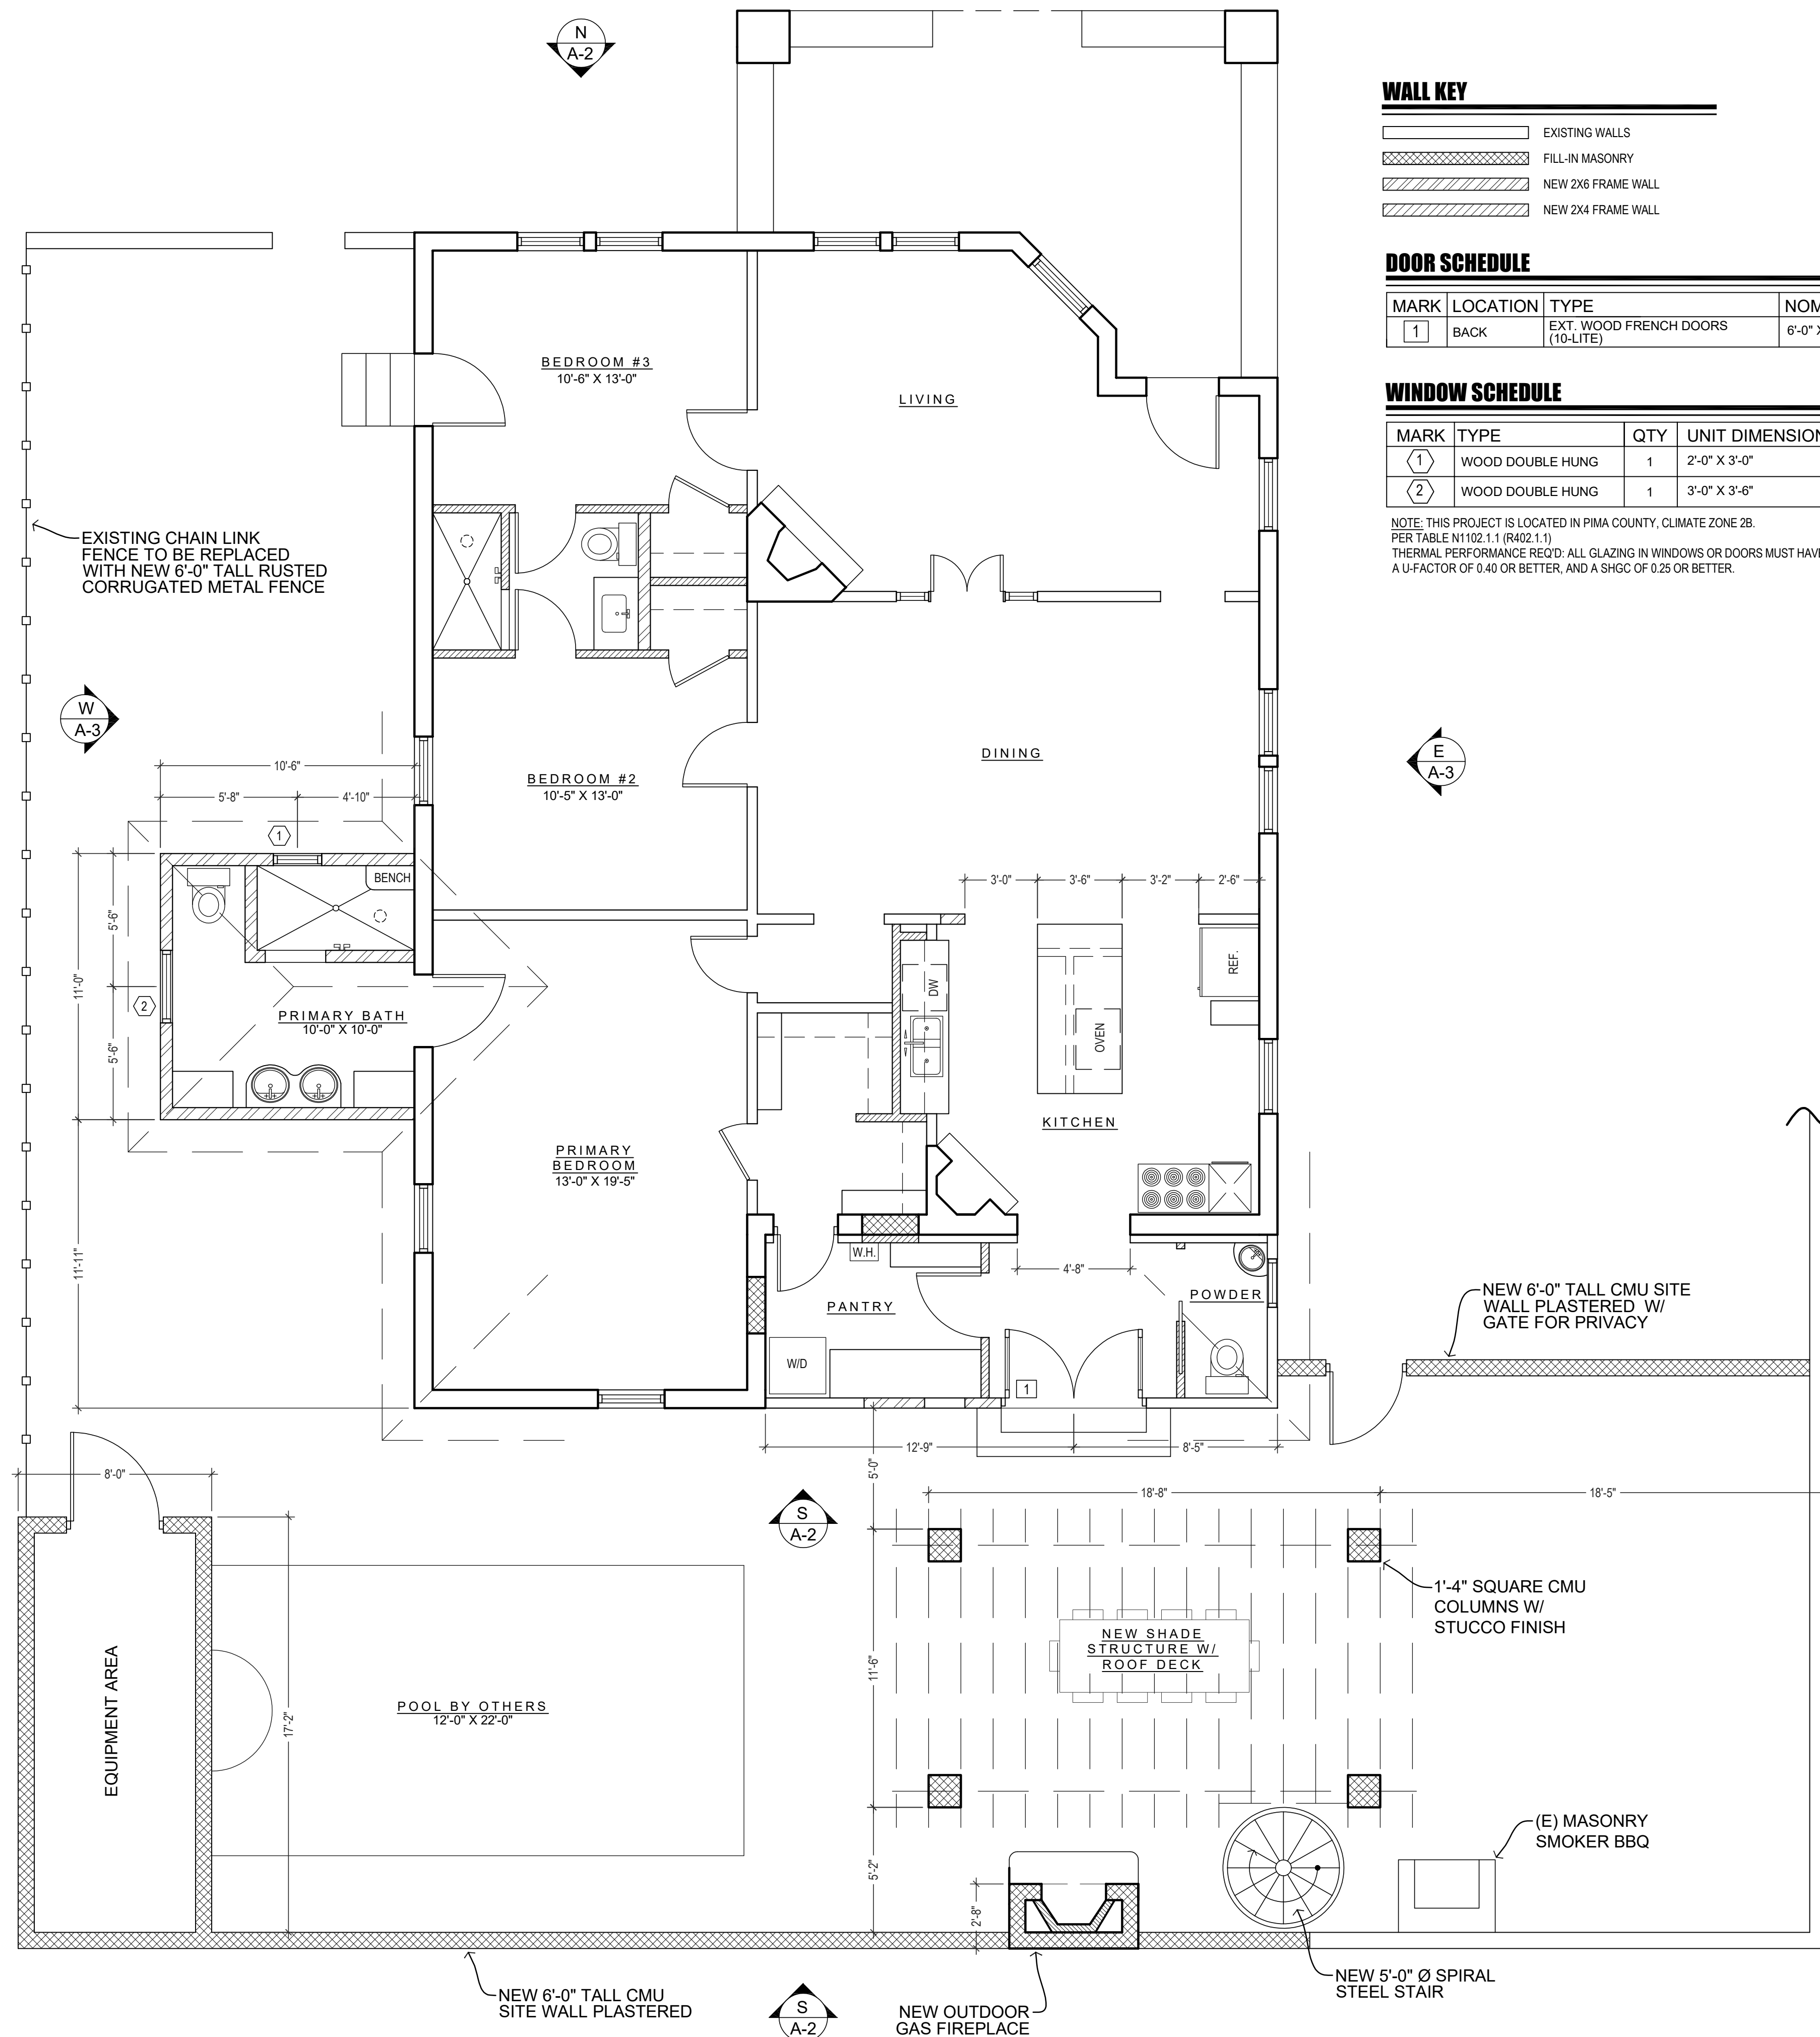 N
A-2
WALL KEY
EXISTING WALLS
FILL-IN MASONRY
NEW 2X6 FRAME WALL
NEW 2X4 FRAME WALL
DOOR SCHEDULE
MARK LOCATION TYPE NOM
1 BACK EXT. WOOD FRENCH DOORS 6'-0" X
(10-LITE)
WINDOW SCHEDULE
MARK TYPE QTY UNIT DIMENSION
1 WOOD DOUBLE HUNG 1 2'-0" X 3'-0"
2 WOOD DOUBLE HUNG 1 3'-0" X 3'-6"
NOTE: THIS PROJECT IS LOCATED IN PIMA COUNTY, CLIMATE ZONE 2B.
PER TABLE N1102.1.1 (R402.1.1)
THERMAL PERFORMANCE REQ'D: ALL GLAZING IN WINDOWS OR DOORS MUST HAVE
A U-FACTOR OF 0.40 OR BETTER, AND A SHGC OF 0.25 OR BETTER.
BEDROOM #3
10'-6" X 13'-0"
LIVING
EXISTING CHAIN LINK
FENCE TO BE REPLACED
WITH NEW 6'-0" TALL RUSTED
CORRUGATED METAL FENCE
W
A-3
E
A-3
DINING
BEDROOM #2
10'-5" X 13'-0"
10'-6"
5'-8"
4'-10"
1
BENCH
3'-0"
3'-6"
3'-2"
2'-6"
5'-6"
11'-0"
5'-6"
2
PRIMARY BATH
10'-0" X 10'-0"
DW
OVEN
REF.
KITCHEN
PRIMARY
BEDROOM
13'-0" X 19'-5"
11'-11"
W.H.
4'-8"
PANTRY
POWDER
W/D
1
NEW 6'-0" TALL CMU SITE
WALL PLASTERED W/
GATE FOR PRIVACY
12'-9"
8'-5"
8'-0"
5'-0"
18'-8"
18'-5"
S
A-2
1'-4" SQUARE CMU
COLUMNS W/
STUCCO FINISH
NEW SHADE
STRUCTURE W/
ROOF DECK
11'-6"
EQUIPMENT AREA
17'-2"
POOL BY OTHERS
12'-0" X 22'-0"
(E) MASONRY
SMOKER BBQ
5'-2"
2'-8"
NEW 6'-0" TALL CMU
SITE WALL PLASTERED
S
A-2
NEW OUTDOOR
GAS FIREPLACE
NEW 5'-0" Ø SPIRAL
STEEL STAIR